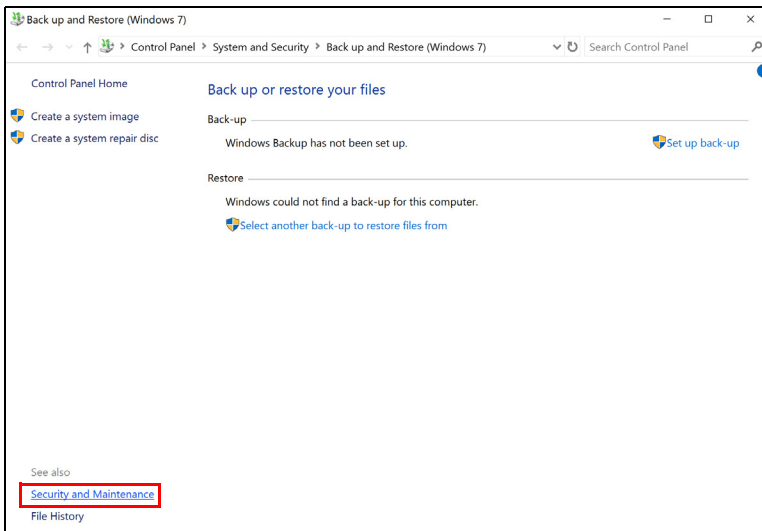 Back up and Restore (Windows 7)
Control Panel > System and Security > Back up and Restore (Windows 7)
Search Control Panel
Control Panel Home
Create a system image
Create a system repair disc
Back up or restore your files
Back-up
Windows Backup has not been set up.
Set up back-up
Restore
Windows could not find a back-up for this computer.
Select another back-up to restore files from
See also
Security and Maintenance
File History